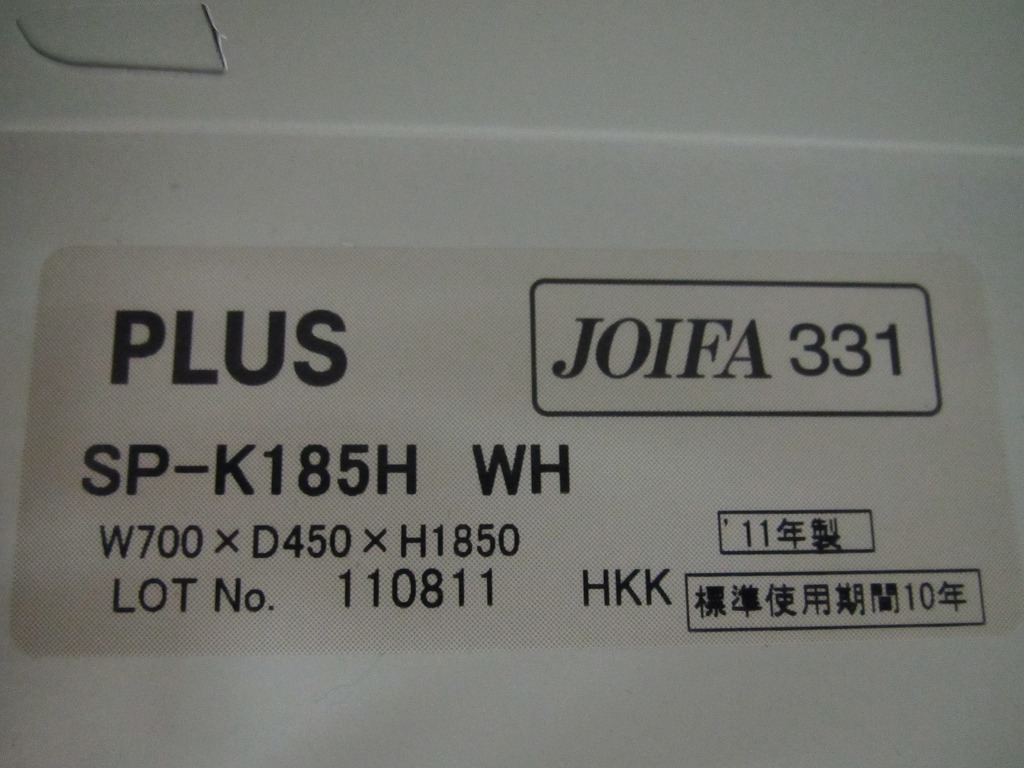 PLUS
JOIFA 331
SP-K185H WH
W700×D450×H1850
'11年製
LOT No. 110811 HKK
標準使用期間10年